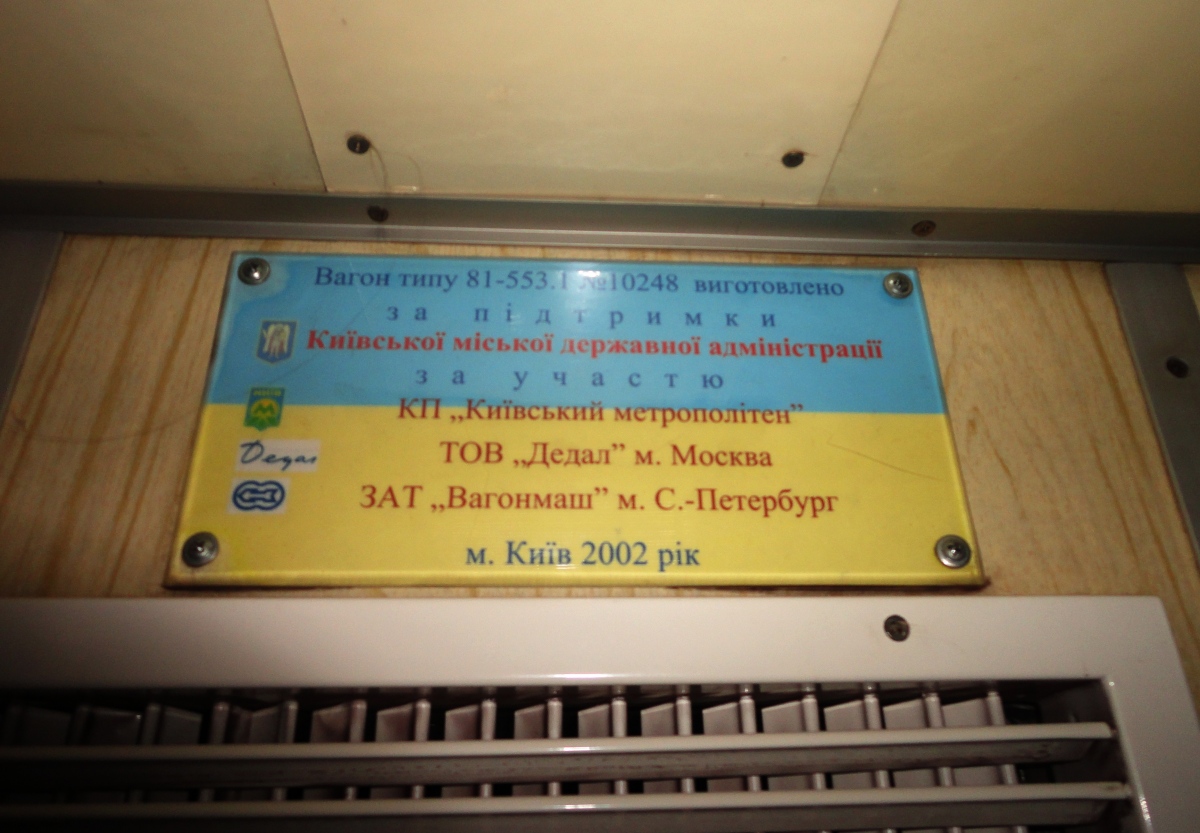 Вагон типу 81-553.1 №10248 виготовлено
за підтримки
Київської міської державної адміністрації
за участю
КП „Київський метрополітен”
Дедал
ТОВ „Дедал” м. Москва
ЗАТ „Вагонмаш” м. С.-Петербург
м. Київ 2002 рік